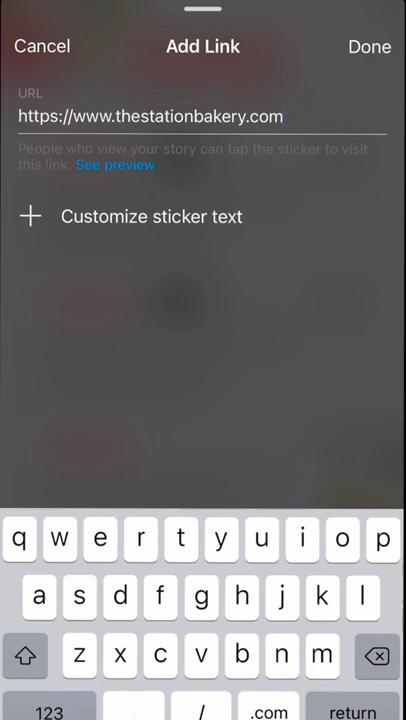 Cancel Add Link Done
URL
https://www.thestationbakery.com
People who view your story can tap the sticker to visit
this link. See preview
Customize sticker text
q w e r t y u i o p
a s d f g h j k l
z x c v b n m
123 . / .com return